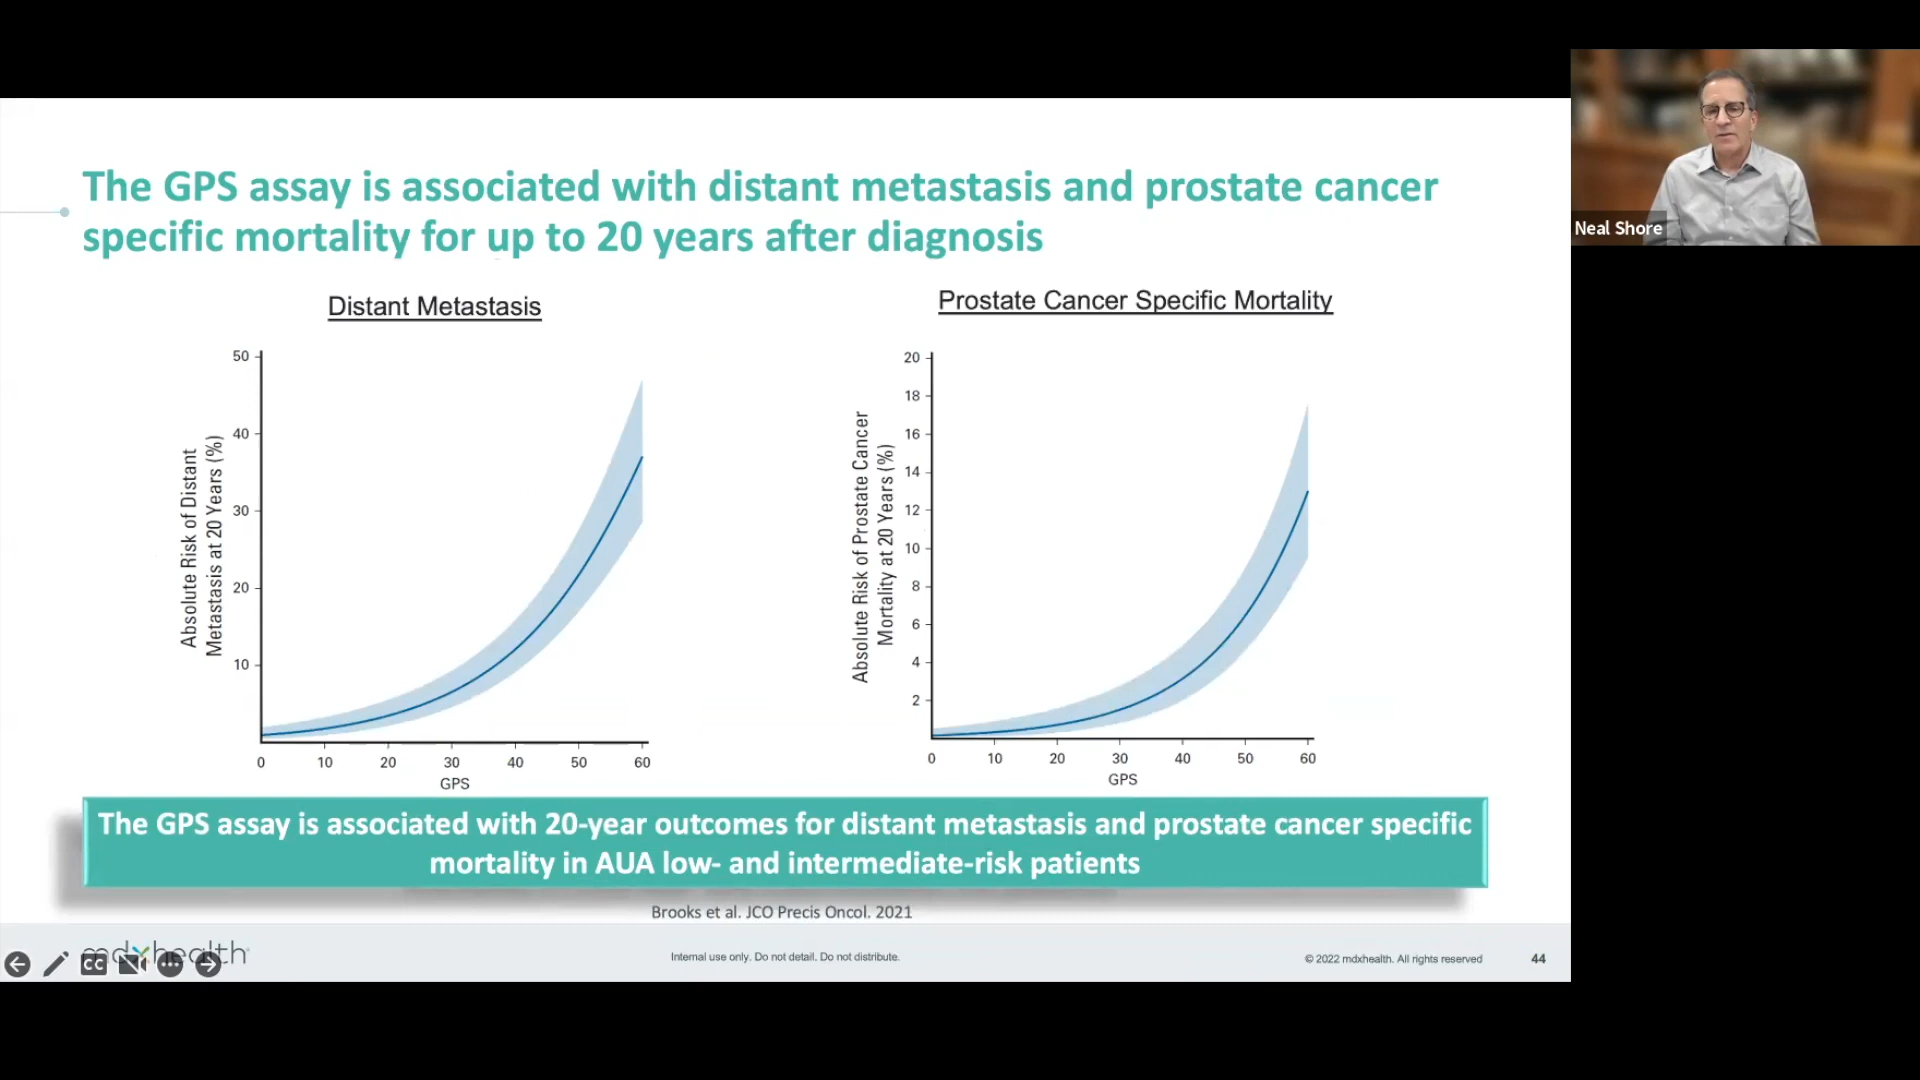 The GPS assay is associated with distant metastasis and prostate cancer
specific mortality for up to 20 years after diagnosis
Distant Metastasis
Absolute Risk of Distant
Metastasis at 20 Years (%)
50
40
30
20
10
0 10 20 30 40 50 60
GPS
Prostate Cancer Specific Mortality
Absolute Risk of Prostate Cancer
Mortality at 20 Years (%)
20
18
16
14
12
10
8
6
4
2
0 10 20 30 40 50 60
GPS
The GPS assay is associated with 20-year outcomes for distant metastasis and prostate cancer specific
mortality in AUA low- and intermediate-risk patients
Brooks et al. JCO Precis Oncol. 2021
mdxhealth
CC
Internal use only. Do not detail. Do not distribute.
© 2022 mdxhealth. All rights reserved
44
Neal Shore